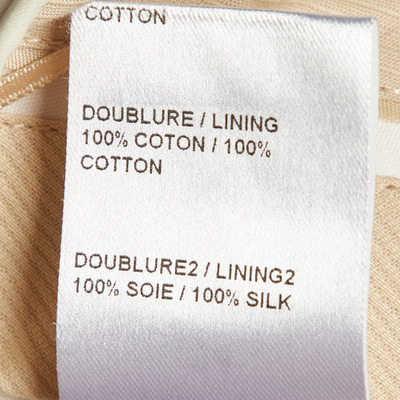 COTTON
DOUBLURE / LINING
100% COTON / 100%
COTTON
DOUBLURE2 / LINING2
100% SOIE / 100% SILK